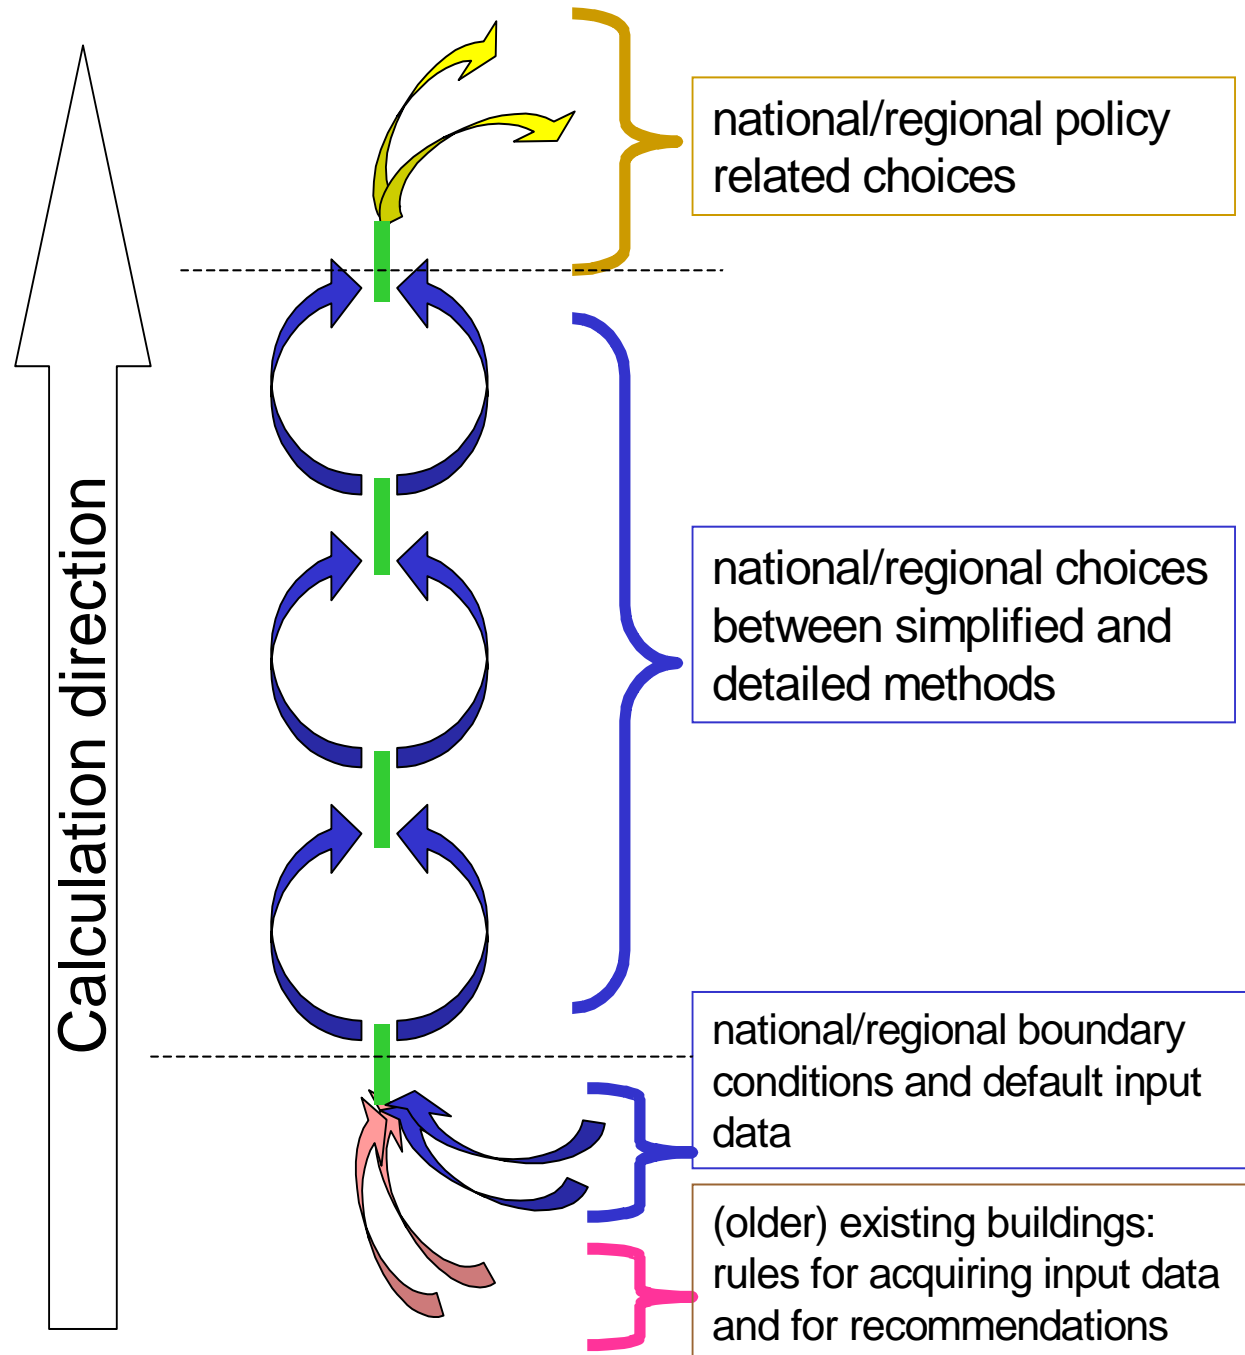 national/regional policy
related choices
Calculation direction
national/regional choices
between simplified and
detailed methods
national/regional boundary
conditions and default input
data
(older) existing buildings:
rules for acquiring input data
and for recommendations